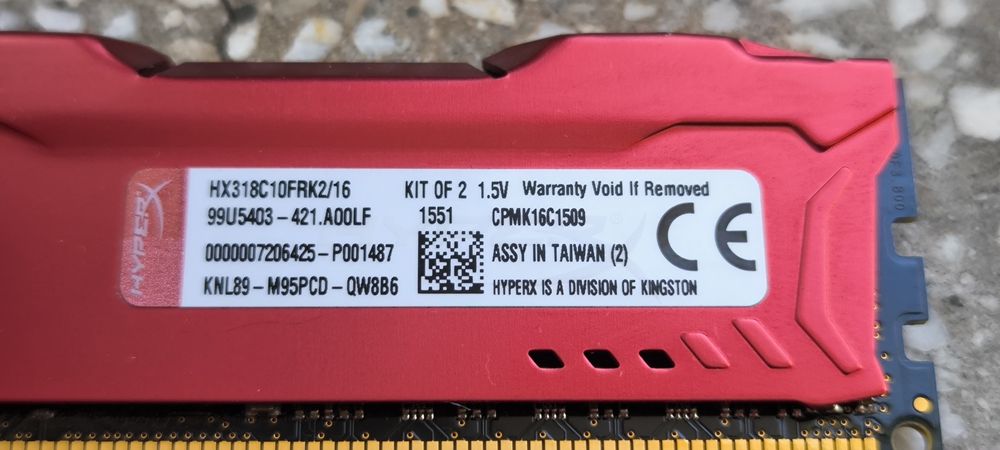 HYPERX
HX318C10FRK2/16 KIT OF 2 1.5V Warranty Void If Removed
99U5403-421.A00LF 1551 CPMK16C1509
0000007206425-P001487 ASSY IN TAIWAN (2)
KNL89-M95PCD-QW8B6 HYPERX IS A DIVISION OF KINGSTON
CE